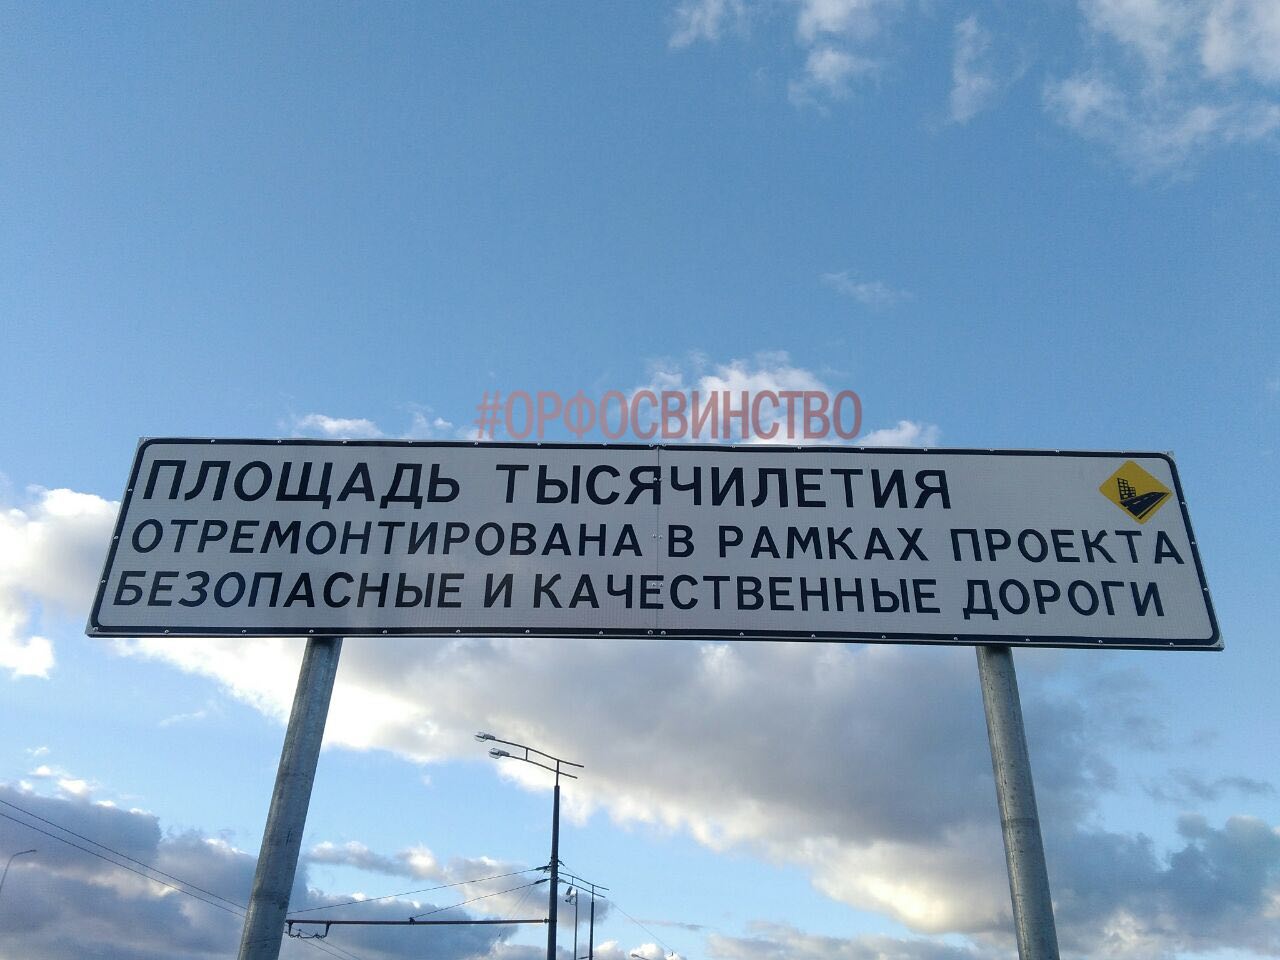 #ОРФОСВИНСТВО
ПЛОЩАДЬ ТЫСЯЧИЛЕТИЯ
ОТРЕМОНТИРОВАНА В РАМКАХ ПРОЕКТА
БЕЗОПАСНЫЕ И КАЧЕСТВЕННЫЕ ДОРОГИ